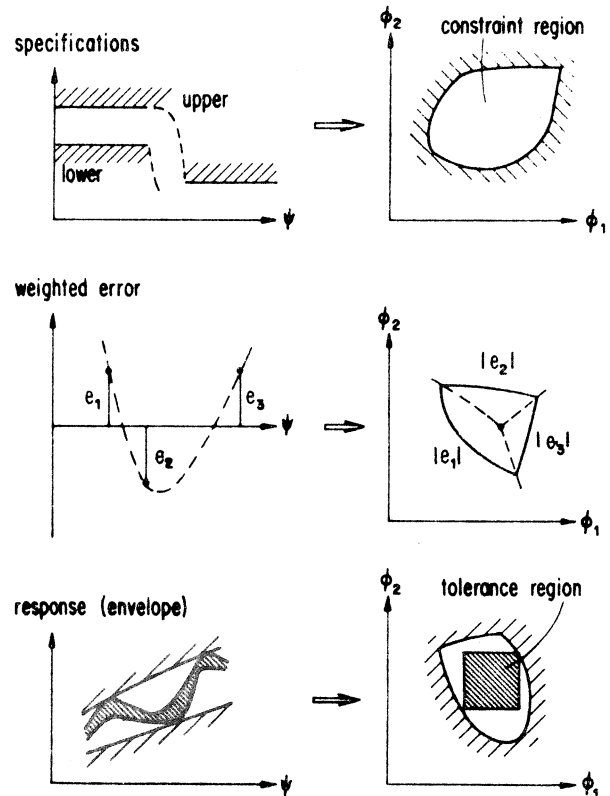 specifications
upper
lower
ψ
ϕ₂
constraint region
ϕ₁
weighted error
e₁
e₂
e₃
ψ
ϕ₂
|e₂|
|e₁|
|e₃|
ϕ₁
response (envelope)
ψ
ϕ₂
tolerance region
ϕ₁